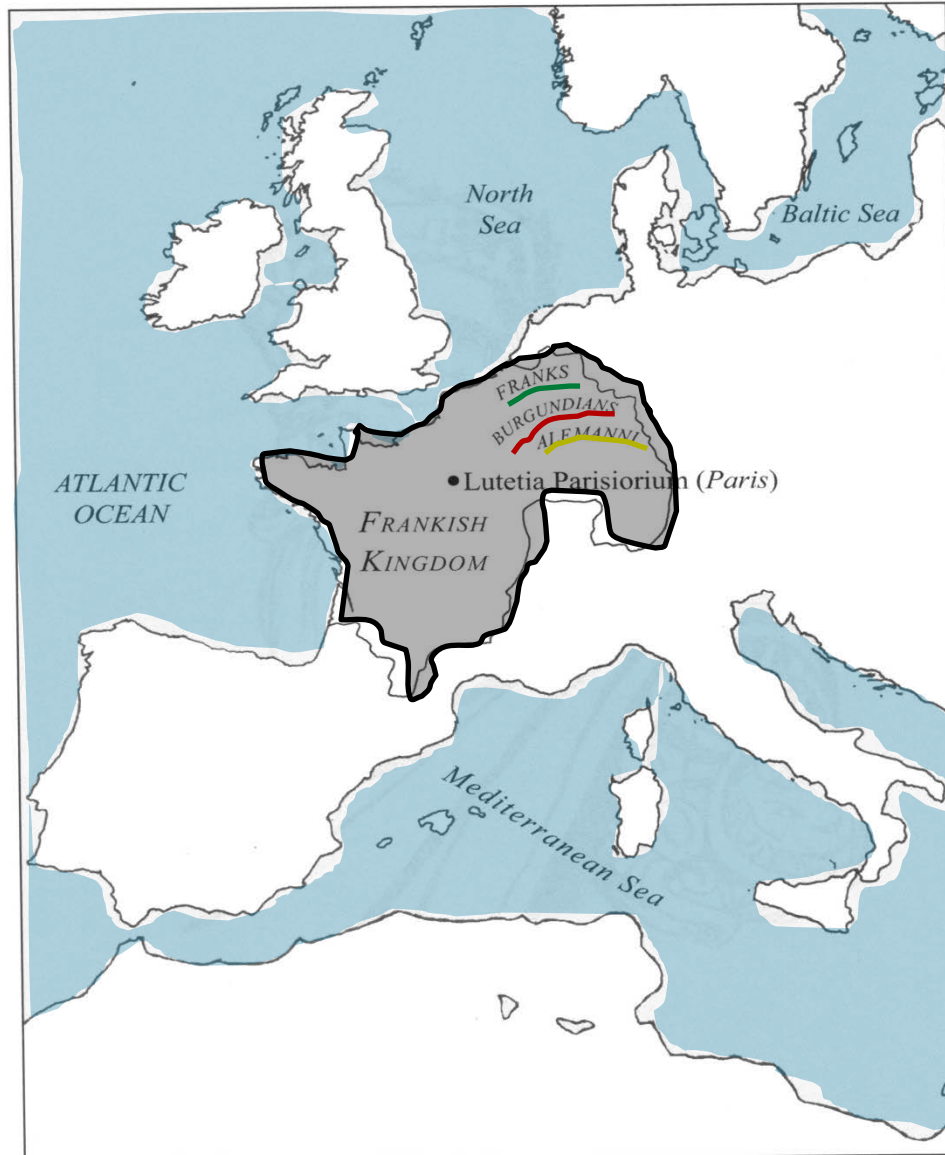 North
Sea
Baltic Sea
FRANKS
BURGUNDIANS
ALEMANNI
Lutetia Parisiorium (Paris)
ATLANTIC
OCEAN
FRANKISH
KINGDOM
Mediterranean Sea